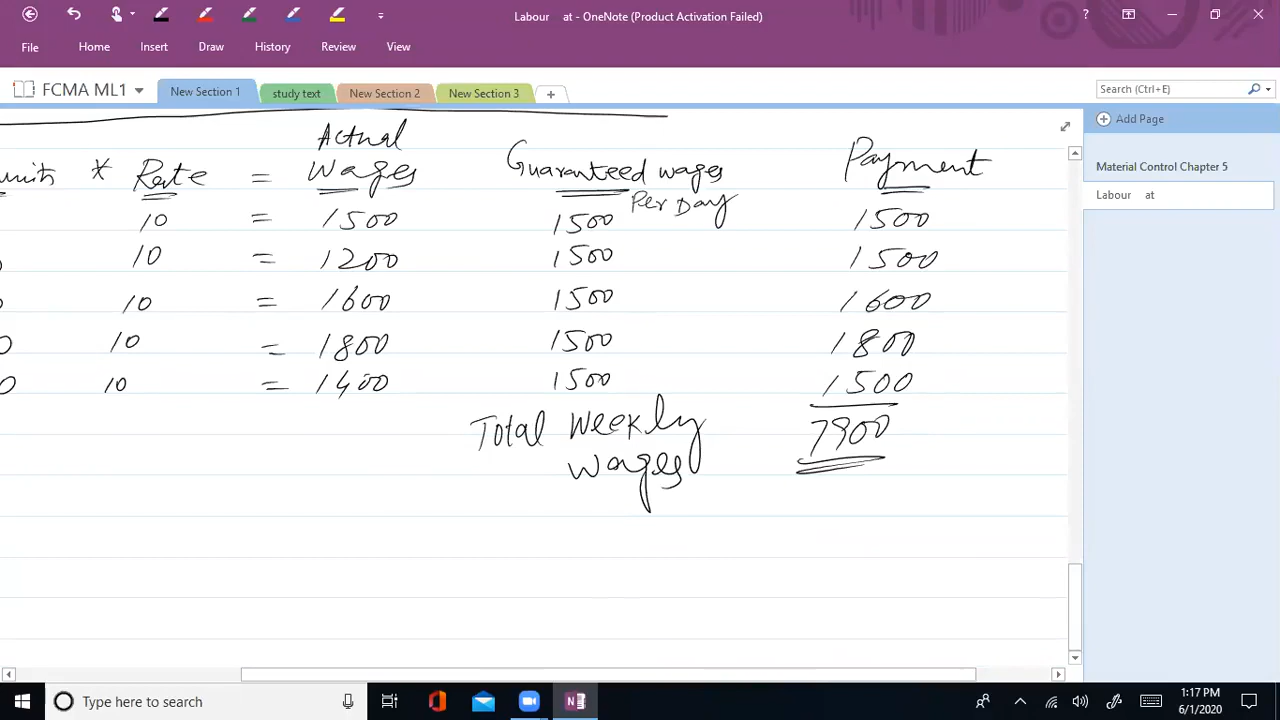 Labour    at - OneNote (Product Activation Failed)
?
File Home Insert Draw History Review View
FCMA ML1 New Section 1 study text New Section 2 New Section 3 + Search (Ctrl+E)
Add Page
Material Control Chapter 5
Labour    at
units * Rate = Actual Wages Guaranteed wages Per Day Payment
10 = 1500 1500 1500
0 10 = 1200 1500 1500
0 10 = 1600 1500 1600
0 10 = 1800 1500 1800
0 10 = 1400 1500 1500
Total Weekly wages 7900
Type here to search
1:17 PM
6/1/2020